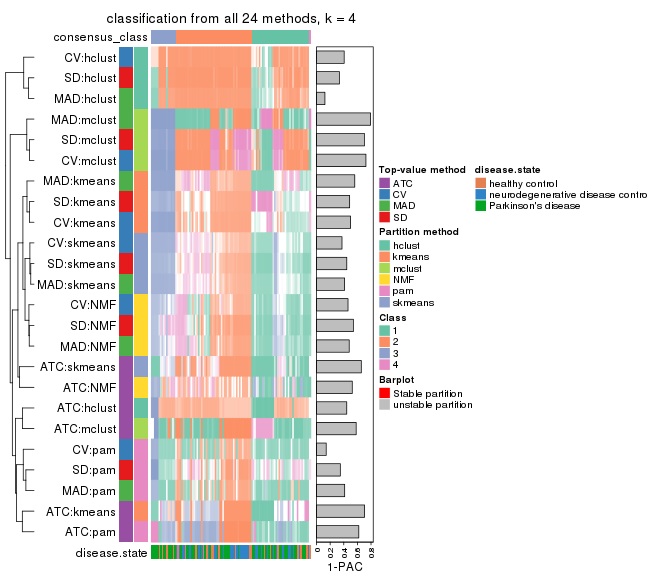 classification from all 24 methods, k = 4
consensus_class
CV:hclust
SD:hclust
MAD:hclust
MAD:mclust
SD:mclust
CV:mclust
MAD:kmeans
SD:kmeans
CV:kmeans
CV:skmeans
SD:skmeans
MAD:skmeans
CV:NMF
SD:NMF
MAD:NMF
ATC:skmeans
ATC:NMF
ATC:hclust
ATC:mclust
CV:pam
SD:pam
MAD:pam
ATC:kmeans
ATC:pam
disease.state
0 0.2 0.4 0.6 0.8
1-PAC
Top-value method
ATC
CV
MAD
SD
Partition method
hclust
kmeans
mclust
NMF
pam
skmeans
Class
1
2
3
4
Barplot
Stable partition
unstable partition
disease.state
healthy control
neurodegenerative disease contro
Parkinson's disease